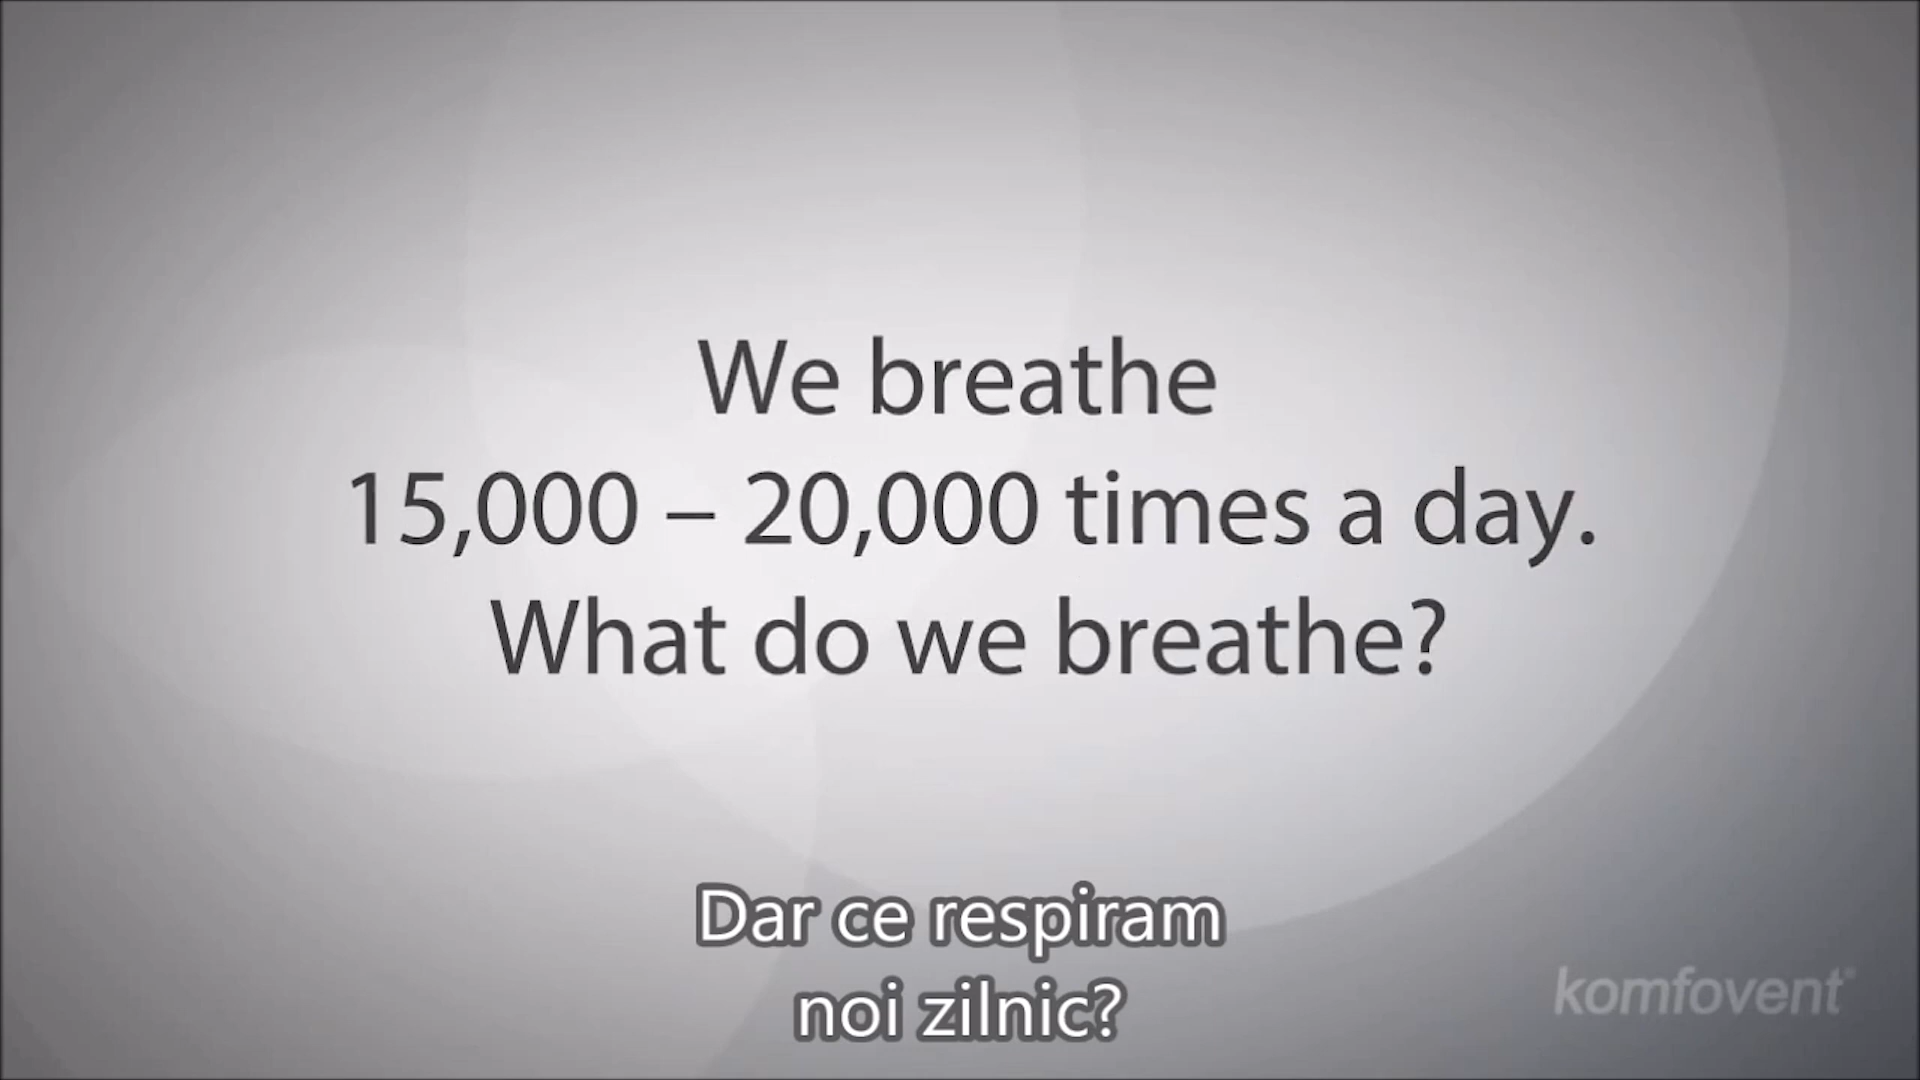 We breathe
15,000 – 20,000 times a day.
What do we breathe?
Dar ce respiram
noi zilnic?
komfovent®